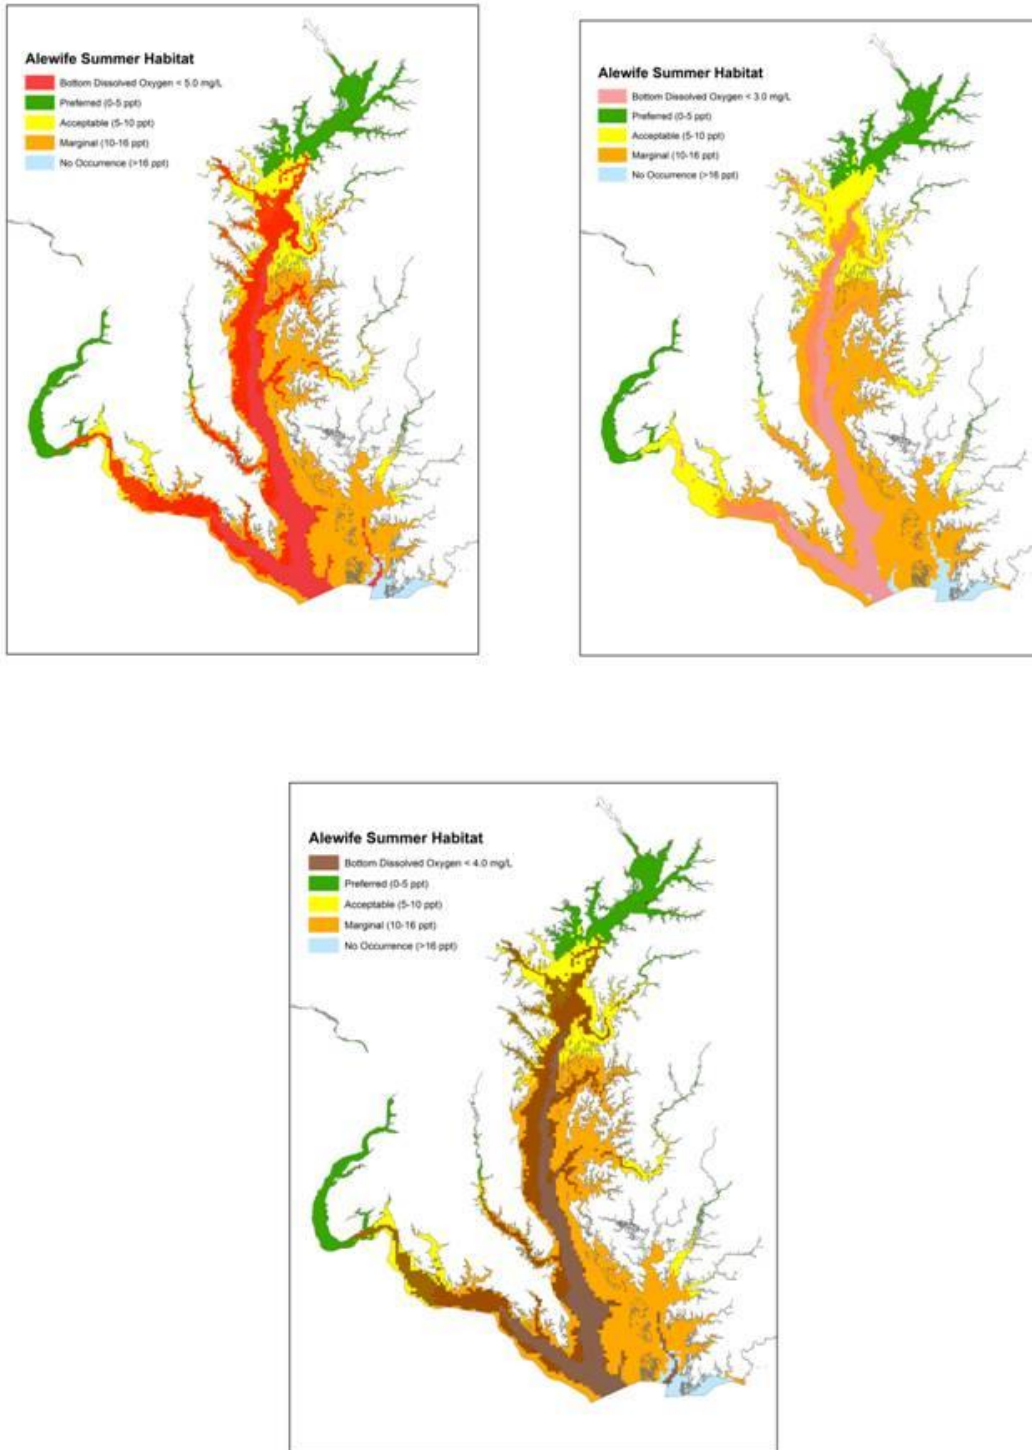 Alewife Summer Habitat
Bottom Dissolved Oxygen < 5.0 mg/L
Preferred (0-5 ppt)
Acceptable (5-10 ppt)
Marginal (10-16 ppt)
No Occurrence (>16 ppt)
Alewife Summer Habitat
Bottom Dissolved Oxygen < 3.0 mg/L
Preferred (0-5 ppt)
Acceptable (5-10 ppt)
Marginal (10-16 ppt)
No Occurrence (>16 ppt)
Alewife Summer Habitat
Bottom Dissolved Oxygen < 4.0 mg/L
Preferred (0-5 ppt)
Acceptable (5-10 ppt)
Marginal (10-16 ppt)
No Occurrence (>16 ppt)